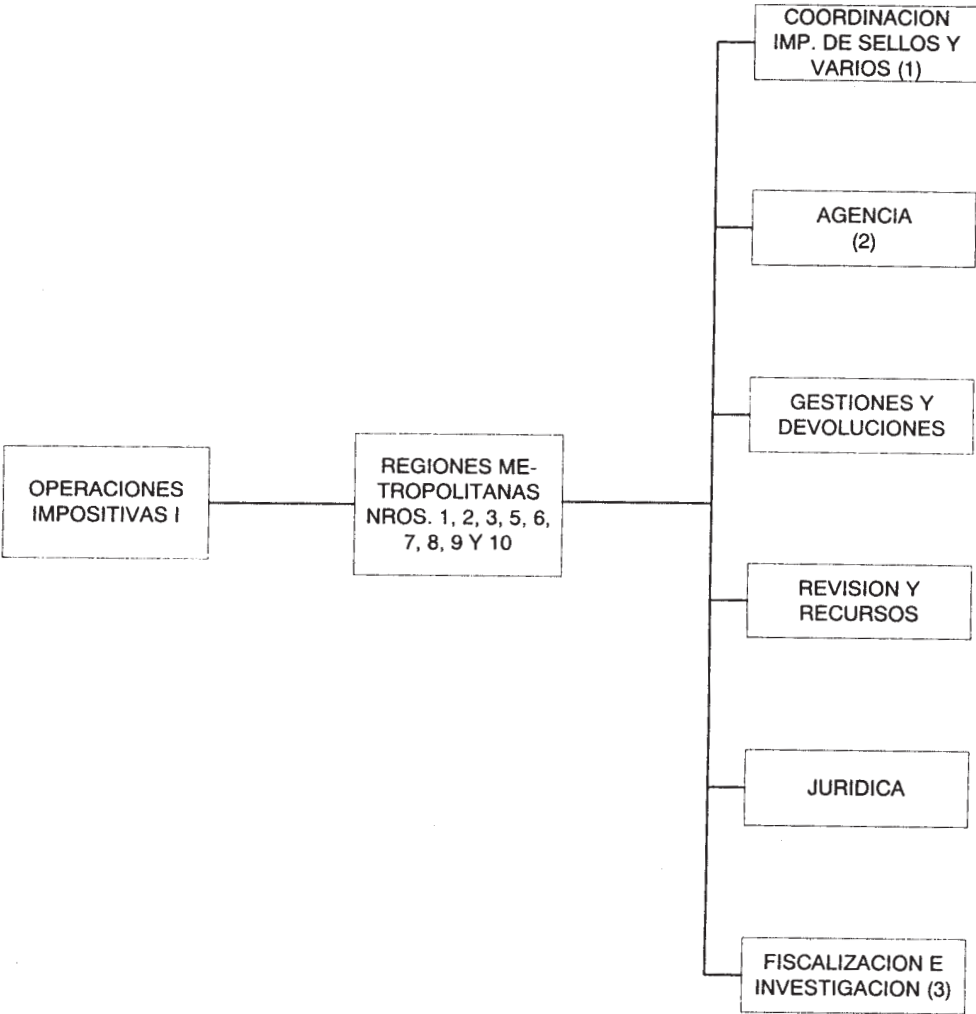 COORDINACION
IMP. DE SELLOS Y
VARIOS (1)
AGENCIA
(2)
GESTIONES Y
DEVOLUCIONES
OPERACIONES
IMPOSITIVAS I
REGIONES ME-
TROPOLITANAS
NROS. 1, 2, 3, 5, 6,
7, 8, 9 Y 10
REVISION Y
RECURSOS
JURIDICA
FISCALIZACION E
INVESTIGACION (3)